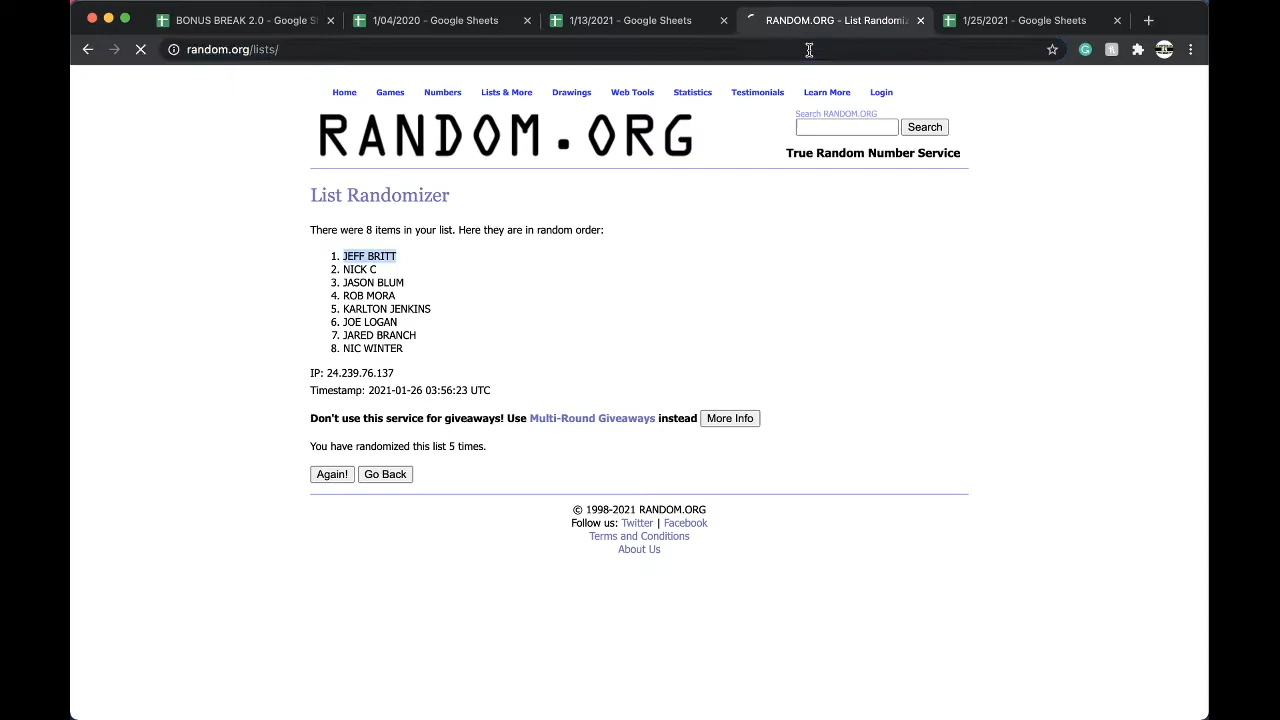 BONUS BREAK 2.0 - Google S
1/04/2020 - Google Sheets
1/13/2021 - Google Sheets
RANDOM.ORG - List Randomiz
1/25/2021 - Google Sheets
random.org/lists/
Home Games Numbers Lists & More Drawings Web Tools Statistics Testimonials Learn More Login
Search RANDOM.ORG
RANDOM.ORG
Search
True Random Number Service
List Randomizer
There were 8 items in your list. Here they are in random order:
1. JEFF BRITT
2. NICK C
3. JASON BLUM
4. ROB MORA
5. KARLTON JENKINS
6. JOE LOGAN
7. JARED BRANCH
8. NIC WINTER
IP: 24.239.76.137
Timestamp: 2021-01-26 03:56:23 UTC
Don't use this service for giveaways! Use Multi-Round Giveaways instead More Info
You have randomized this list 5 times.
Again! Go Back
© 1998-2021 RANDOM.ORG
Follow us: Twitter | Facebook
Terms and Conditions
About Us